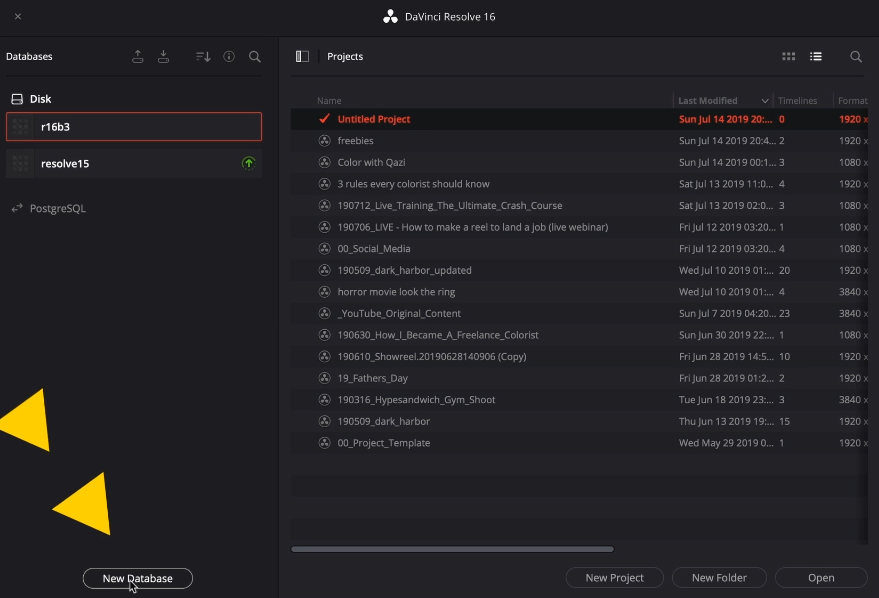 DaVinci Resolve 16
Databases
Projects
Disk
r16b3
resolve15
PostgreSQL
New Database
Name Last Modified Timelines Format
Untitled Project Sun Jul 14 2019 20:... 0 1920 x
freebies Sun Jul 14 2019 20:4... 2 1920 x
Color with Qazi Sun Jul 14 2019 00:1... 3 1080 x
3 rules every colorist should know Sat Jul 13 2019 11:0... 4 1920 x
190712_Live_Training_The_Ultimate_Crash_Course Sat Jul 13 2019 02:0... 3 1080 x
190706_LIVE - How to make a reel to land a job (live webinar) Fri Jul 12 2019 03:20... 1 1080 x
00_Social_Media Fri Jul 12 2019 03:20... 4 1080 x
190509_dark_harbor_updated Wed Jul 10 2019 01:... 20 1920 x
horror movie look the ring Wed Jul 10 2019 01:... 4 3840 x
_YouTube_Original_Content Sun Jul 7 2019 04:20... 23 3840 x
190630_How_I_Became_A_Freelance_Colorist Sun Jun 30 2019 22:... 1 1080 x
190610_Showreel.20190628140906 (Copy) Fri Jun 28 2019 14:5... 10 1920 x
19_Fathers_Day Fri Jun 28 2019 01:2... 2 1920 x
190316_Hypesandwich_Gym_Shoot Tue Jun 18 2019 23:... 3 3840 x
190509_dark_harbor Thu Jun 13 2019 19:... 15 1920 x
00_Project_Template Wed May 29 2019 0... 1 1920 x
New Project
New Folder
Open